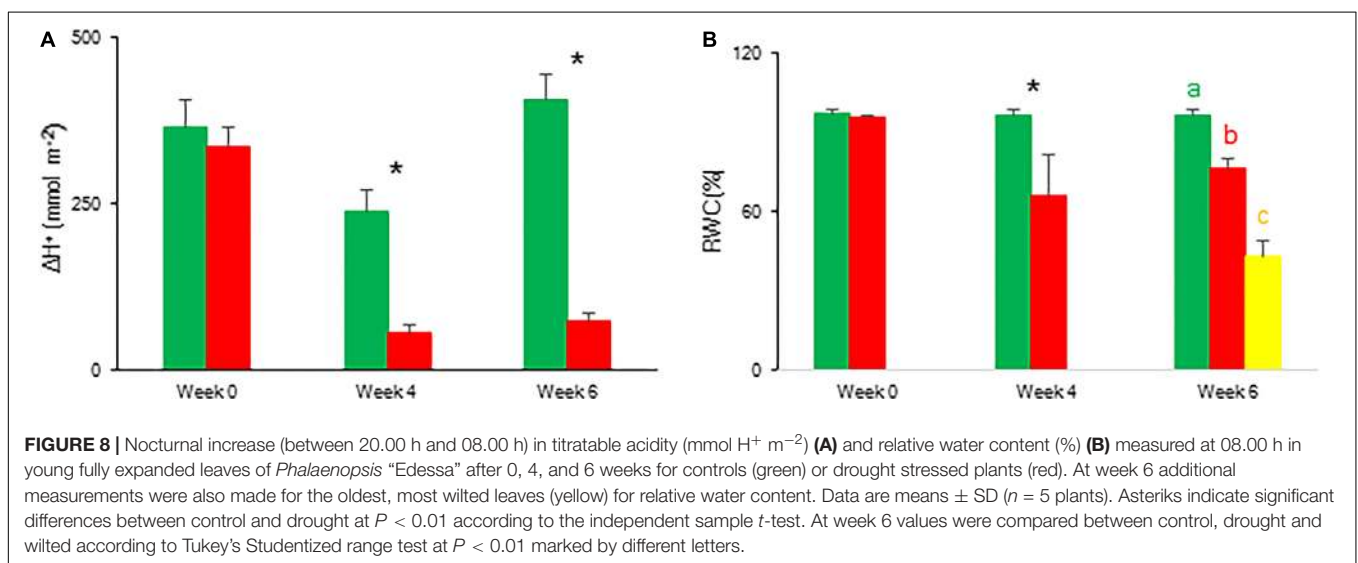 A
500
250
0
ΔH⁺ (mmol m⁻²)
*
*
Week 0
Week 4
Week 6
B
120
60
0
RWC(%)
*
a
b
c
Week 0
Week 4
Week 6
FIGURE 8 | Nocturnal increase (between 20.00 h and 08.00 h) in titratable acidity (mmol H⁺ m⁻²) (A) and relative water content (%) (B) measured at 08.00 h in
young fully expanded leaves of Phalaenopsis “Edessa” after 0, 4, and 6 weeks for controls (green) or drought stressed plants (red). At week 6 additional
measurements were also made for the oldest, most wilted leaves (yellow) for relative water content. Data are means ± SD (n = 5 plants). Asteriks indicate significant
differences between control and drought at P < 0.01 according to the independent sample t-test. At week 6 values were compared between control, drought and
wilted according to Tukey’s Studentized range test at P < 0.01 marked by different letters.